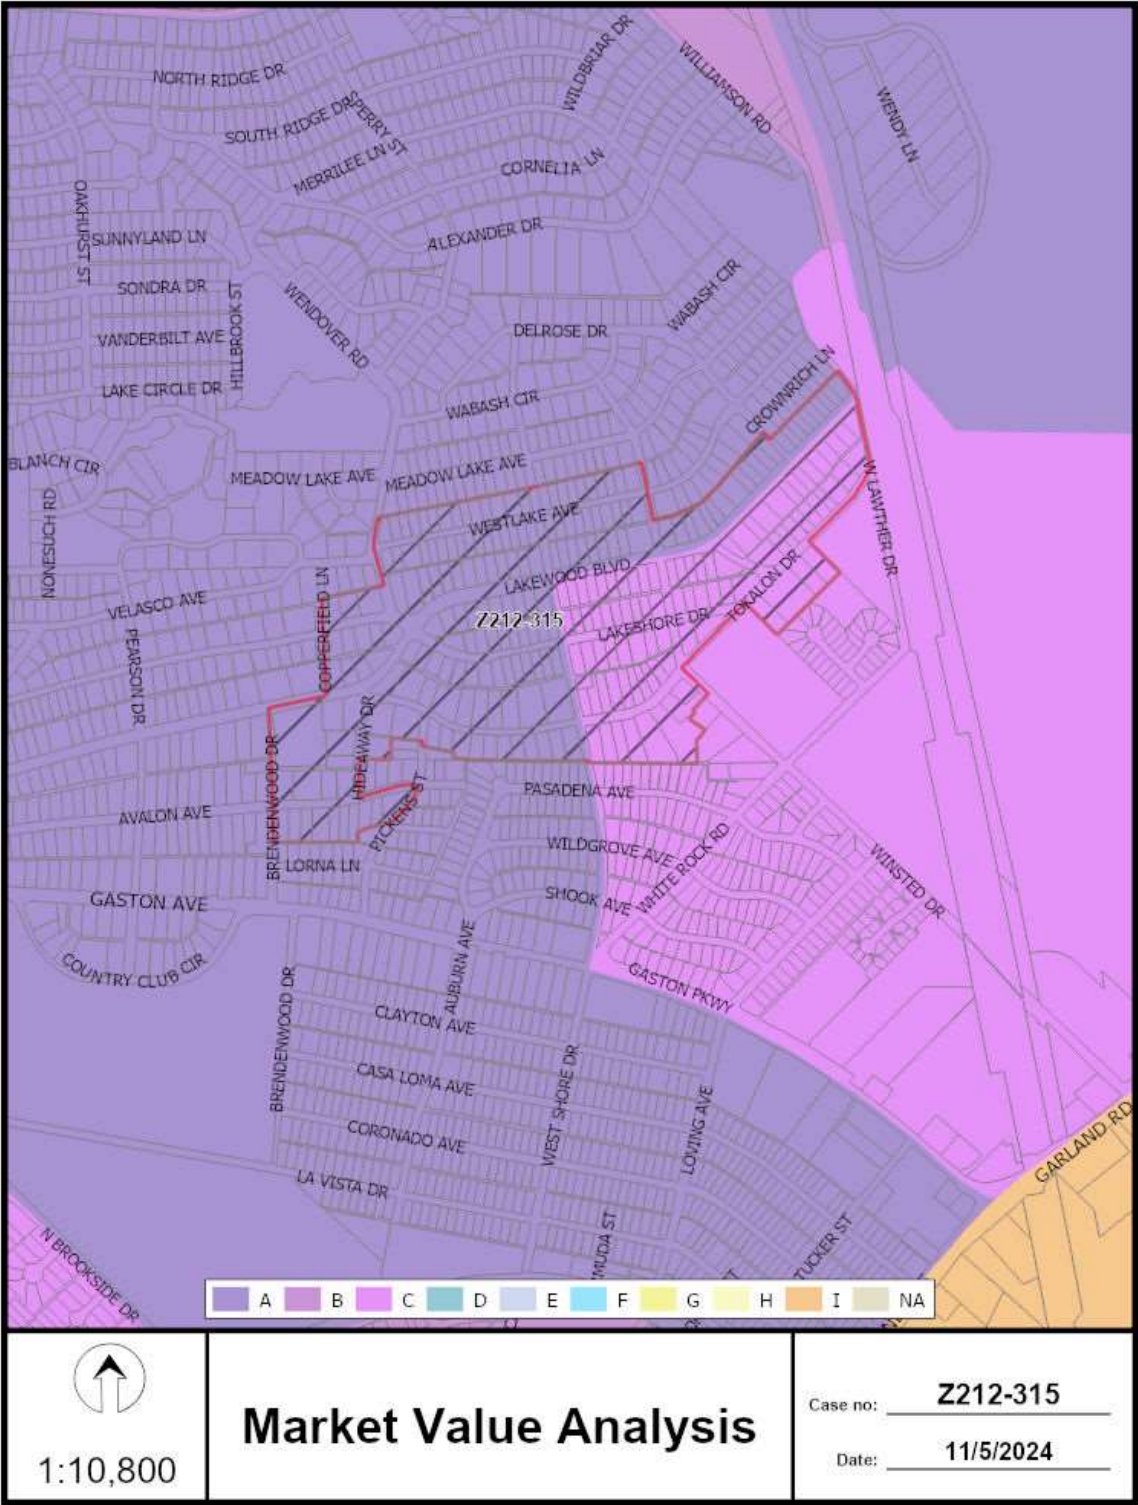 NORTH RIDGE DR
WILDBRIAR DR
WILLIAMSON RD
WENDY LN
SOUTH RIDGE DR
SPERRY ST
MERRILEE LN
CORNELIA LN
OAKHURST ST
SUNNYLAND LN
ALEXANDER DR
SONDRA DR
HILLBROOK ST
WENDOVER RD
WABASH CIR
VANDERBILT AVE
DELROSE DR
LAKE CIRCLE DR
WABASH CIR
CROWNRICH LN
BLANCH CIR
MEADOW LAKE AVE
MEADOW LAKE AVE
NONESUCH RD
WESTLAKE AVE
W LAWTHER DR
VELASCO AVE
COPPERFIELD LN
LAKEWOOD BLVD
TOKALON DR
Z212-315
LAKESHORE DR
PEARSON DR
HIDEAWAY DR
BRENDENWOOD DR
PICKENS ST
PASADENA AVE
AVALON AVE
LORNA LN
WILDGROVE AVE
WHITE ROCK RD
WINSTED DR
GASTON AVE
SHOOK AVE
COUNTRY CLUB CIR
AUBURN AVE
GASTON PKWY
BRENDENWOOD DR
CLAYTON AVE
CASA LOMA AVE
WEST SHORE DR
LOVING AVE
CORONADO AVE
GARLAND RD
LA VISTA DR
N BROOKSIDE DR
MUDA ST
TUCKER ST
A B C D E F G H I NA
1:10,800
Market Value Analysis
Case no: Z212-315
Date: 11/5/2024